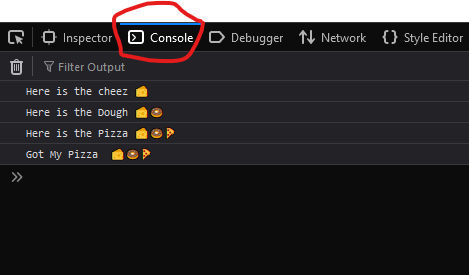 Inspector Console Debugger Network {} Style Editor
Filter Output
Here is the cheez 🧀
Here is the Dough 🧀🍩
Here is the Pizza 🧀🍩🍕
Got My Pizza 🧀🍩🍕
>>